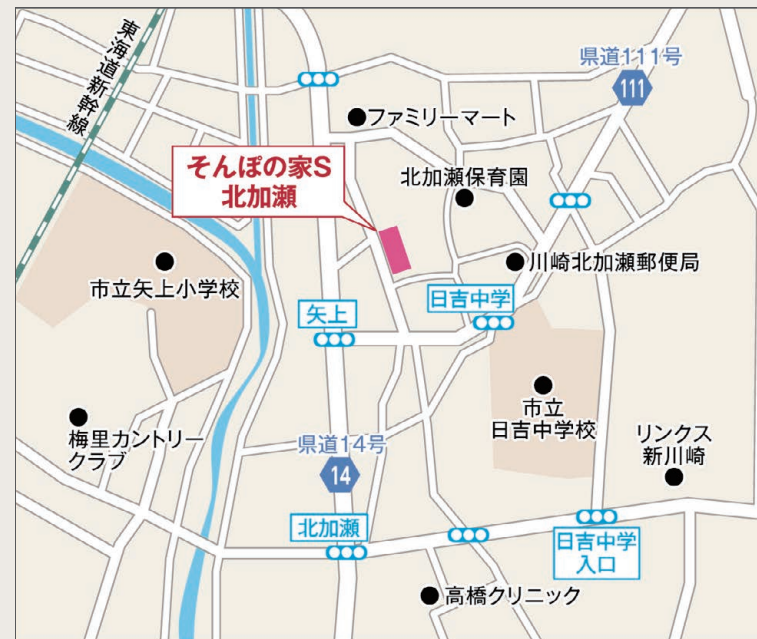 東海道新幹線
県道111号
111
ファミリーマート
そんぽの家S
北加瀬
北加瀬保育園
川崎北加瀬郵便局
市立矢上小学校
矢上
日吉中学
市立
日吉中学校
梅里カントリー
クラブ
リンクス
新川崎
県道14号
14
北加瀬
日吉中学
入口
高橋クリニック